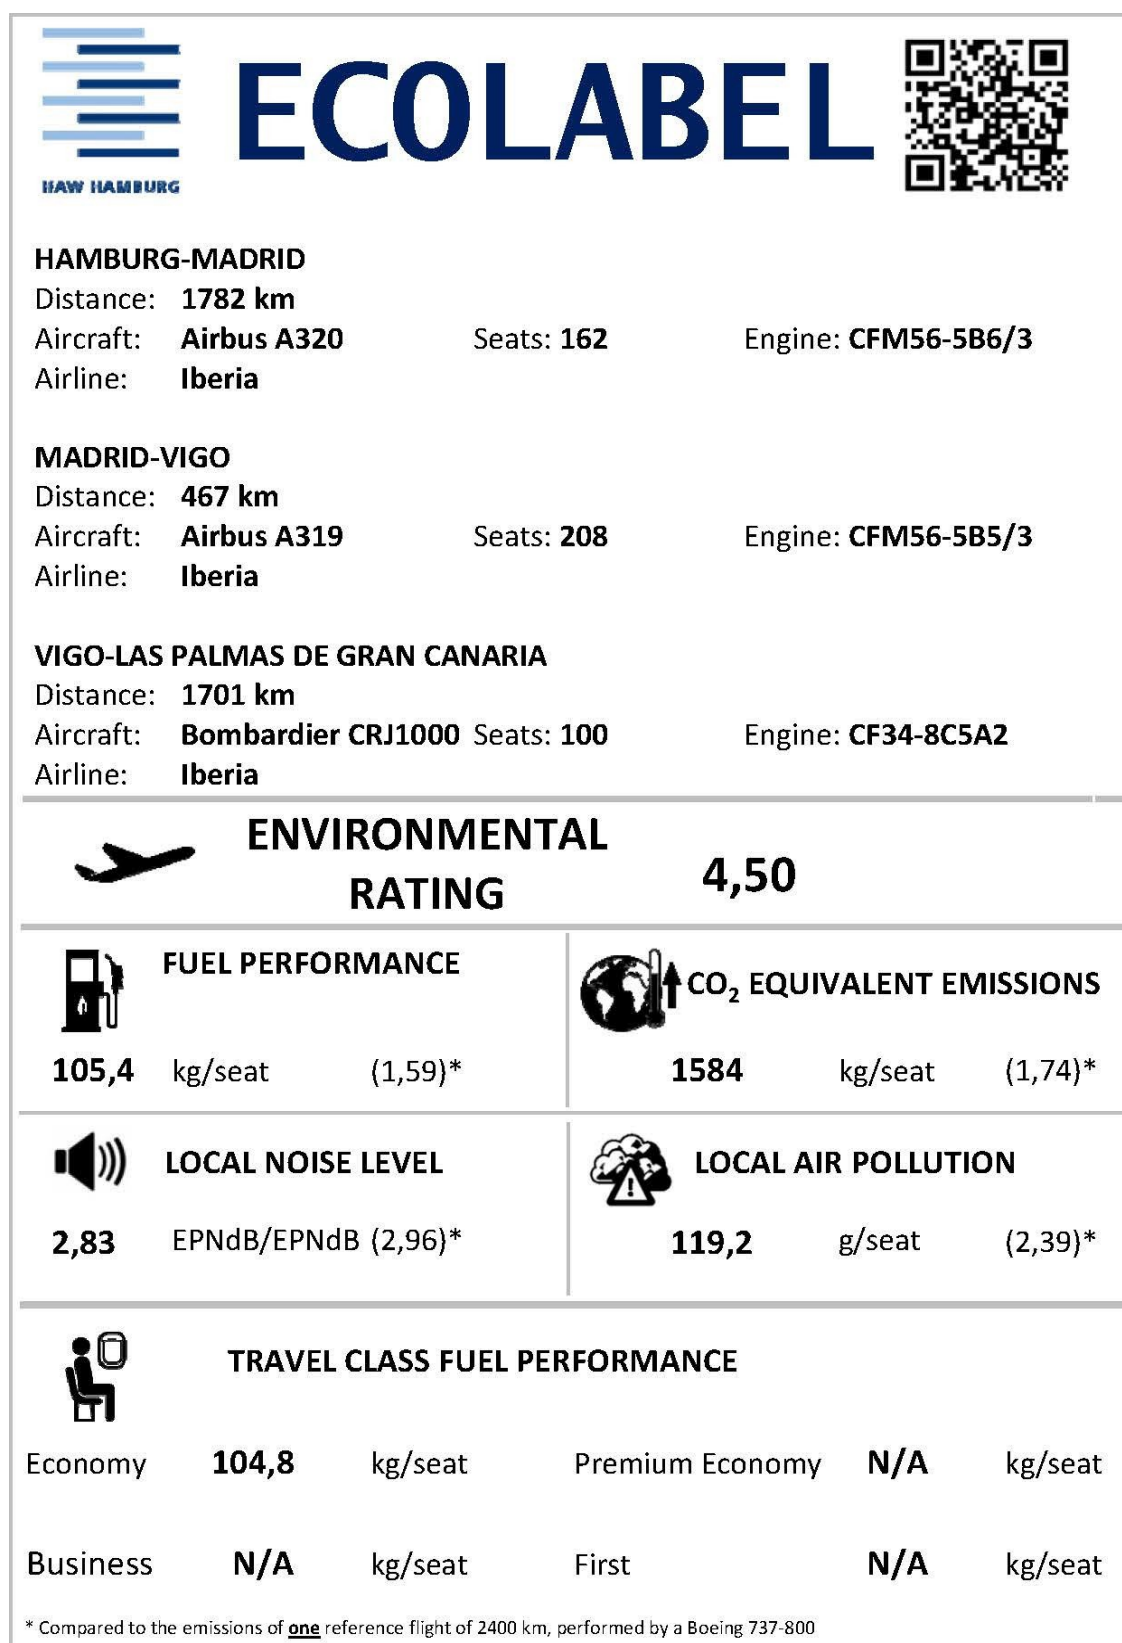 ECOLABEL
HAW HAMBURG
HAMBURG-MADRID
Distance: 1782 km
Aircraft: Airbus A320 Seats: 162 Engine: CFM56-5B6/3
Airline: Iberia
MADRID-VIGO
Distance: 467 km
Aircraft: Airbus A319 Seats: 208 Engine: CFM56-5B5/3
Airline: Iberia
VIGO-LAS PALMAS DE GRAN CANARIA
Distance: 1701 km
Aircraft: Bombardier CRJ1000 Seats: 100 Engine: CF34-8C5A2
Airline: Iberia
ENVIRONMENTAL
RATING
4,50
FUEL PERFORMANCE
105,4 kg/seat (1,59)*
CO₂ EQUIVALENT EMISSIONS
1584 kg/seat (1,74)*
LOCAL NOISE LEVEL
2,83 EPNdB/EPNdB (2,96)*
LOCAL AIR POLLUTION
119,2 g/seat (2,39)*
TRAVEL CLASS FUEL PERFORMANCE
Economy 104,8 kg/seat Premium Economy N/A kg/seat
Business N/A kg/seat First N/A kg/seat
* Compared to the emissions of one reference flight of 2400 km, performed by a Boeing 737-800